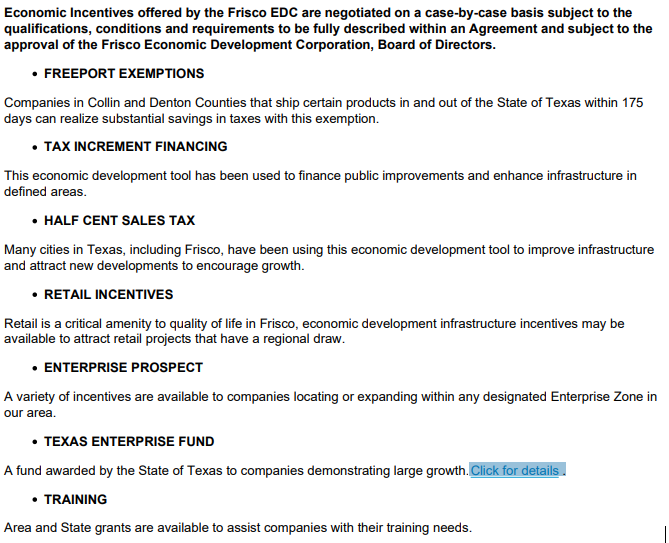 Economic Incentives offered by the Frisco EDC are negotiated on a case-by-case basis subject to the
qualifications, conditions and requirements to be fully described within an Agreement and subject to the
approval of the Frisco Economic Development Corporation, Board of Directors.
• FREEPORT EXEMPTIONS
Companies in Collin and Denton Counties that ship certain products in and out of the State of Texas within 175
days can realize substantial savings in taxes with this exemption.
• TAX INCREMENT FINANCING
This economic development tool has been used to finance public improvements and enhance infrastructure in
defined areas.
• HALF CENT SALES TAX
Many cities in Texas, including Frisco, have been using this economic development tool to improve infrastructure
and attract new developments to encourage growth.
• RETAIL INCENTIVES
Retail is a critical amenity to quality of life in Frisco, economic development infrastructure incentives may be
available to attract retail projects that have a regional draw.
• ENTERPRISE PROSPECT
A variety of incentives are available to companies locating or expanding within any designated Enterprise Zone in
our area.
• TEXAS ENTERPRISE FUND
A fund awarded by the State of Texas to companies demonstrating large growth. Click for details .
• TRAINING
Area and State grants are available to assist companies with their training needs.